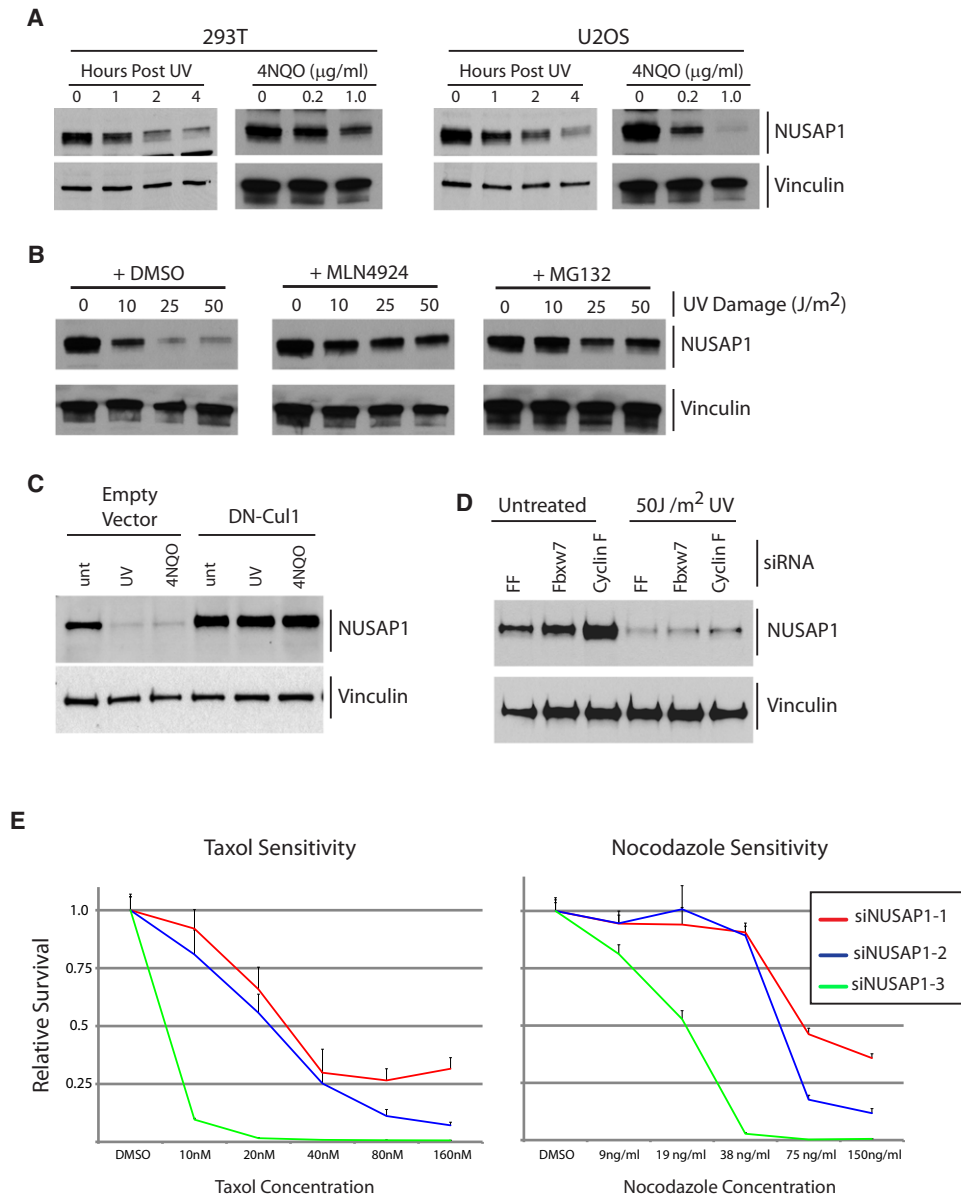 A
293T
U2OS
Hours Post UV
4NQO (μg/ml)
Hours Post UV
4NQO (μg/ml)
0 1 2 4
0 0.2 1.0
0 1 2 4
0 0.2 1.0
NUSAP1
Vinculin
B
+ DMSO
+ MLN4924
+ MG132
0 10 25 50
0 10 25 50
0 10 25 50
UV Damage (J/m2)
NUSAP1
Vinculin
C
Empty
Vector
DN-Cul1
unt
UV
4NQO
unt
UV
4NQO
NUSAP1
Vinculin
D
Untreated
50J /m2 UV
FF
Fbxw7
Cyclin F
FF
Fbxw7
Cyclin F
siRNA
NUSAP1
Vinculin
E
Taxol Sensitivity
Relative Survival
1.0
0.75
0.5
0.25
DMSO 10nM 20nM 40nM 80nM 160nM
Taxol Concentration
Nocodazole Sensitivity
siNUSAP1-1
siNUSAP1-2
siNUSAP1-3
DMSO 9ng/ml 19 ng/ml 38 ng/ml 75 ng/ml 150ng/ml
Nocodazole Concentration